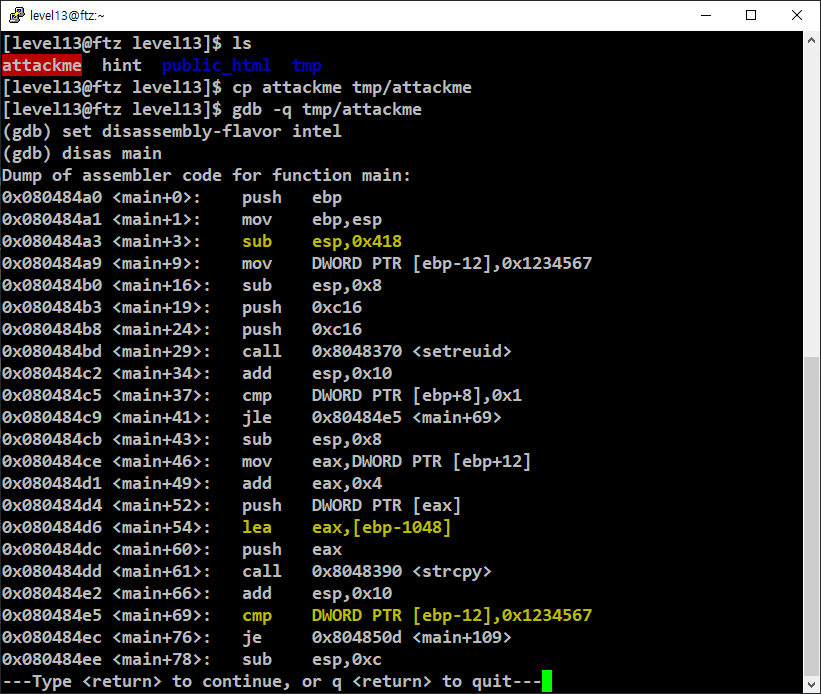 level13@ftz:~
[level13@ftz level13]$ ls
attackme  hint  public_html  tmp
[level13@ftz level13]$ cp attackme tmp/attackme
[level13@ftz level13]$ gdb -q tmp/attackme
(gdb) set disassembly-flavor intel
(gdb) disas main
Dump of assembler code for function main:
0x080484a0 <main+0>:    push   ebp
0x080484a1 <main+1>:    mov    ebp,esp
0x080484a3 <main+3>:    sub    esp,0x418
0x080484a9 <main+9>:    mov    DWORD PTR [ebp-12],0x1234567
0x080484b0 <main+16>:   sub    esp,0x8
0x080484b3 <main+19>:   push   0xc16
0x080484b8 <main+24>:   push   0xc16
0x080484bd <main+29>:   call   0x8048370 <setreuid>
0x080484c2 <main+34>:   add    esp,0x10
0x080484c5 <main+37>:   cmp    DWORD PTR [ebp+8],0x1
0x080484c9 <main+41>:   jle    0x80484e5 <main+69>
0x080484cb <main+43>:   sub    esp,0x8
0x080484ce <main+46>:   mov    eax,DWORD PTR [ebp+12]
0x080484d1 <main+49>:   add    eax,0x4
0x080484d4 <main+52>:   push   DWORD PTR [eax]
0x080484d6 <main+54>:   lea    eax,[ebp-1048]
0x080484dc <main+60>:   push   eax
0x080484dd <main+61>:   call   0x8048390 <strcpy>
0x080484e2 <main+66>:   add    esp,0x10
0x080484e5 <main+69>:   cmp    DWORD PTR [ebp-12],0x1234567
0x080484ec <main+76>:   je     0x804850d <main+109>
0x080484ee <main+78>:   sub    esp,0xc
---Type <return> to continue, or q <return> to quit---